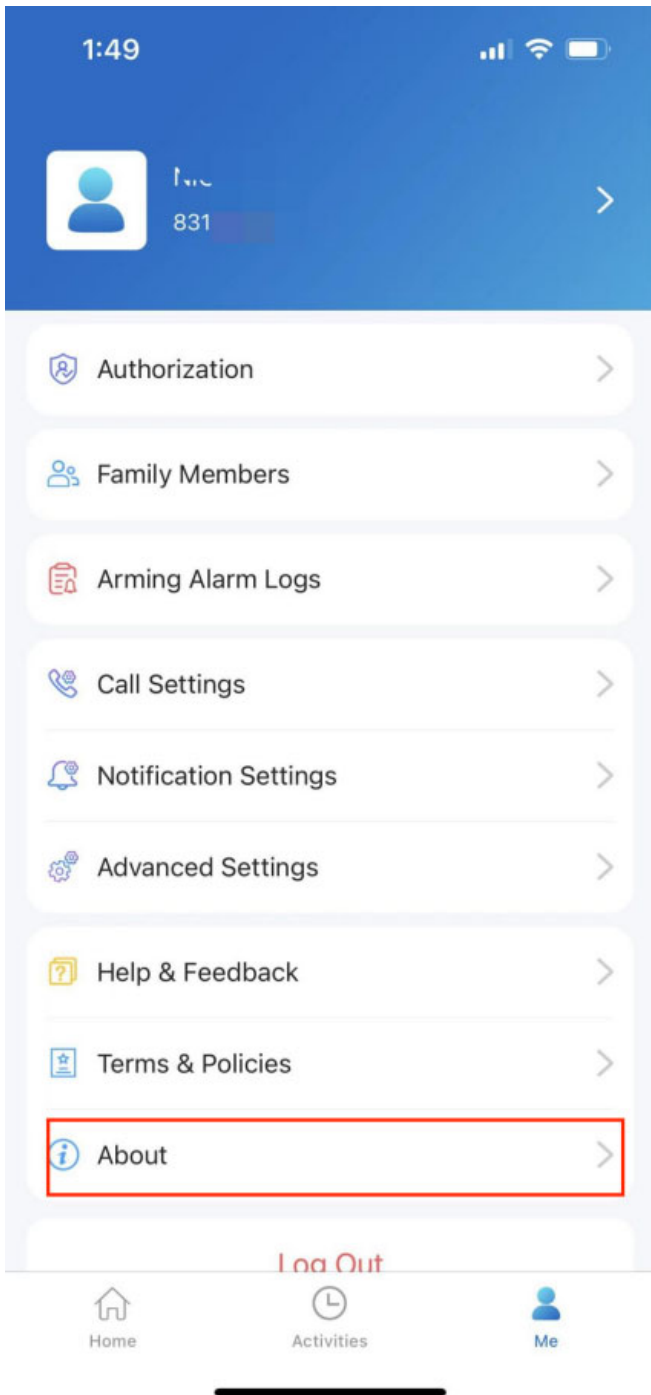 1:49
831
Authorization
Family Members
Arming Alarm Logs
Call Settings
Notification Settings
Advanced Settings
Help & Feedback
Terms & Policies
About
Log Out
Home
Activities
Me